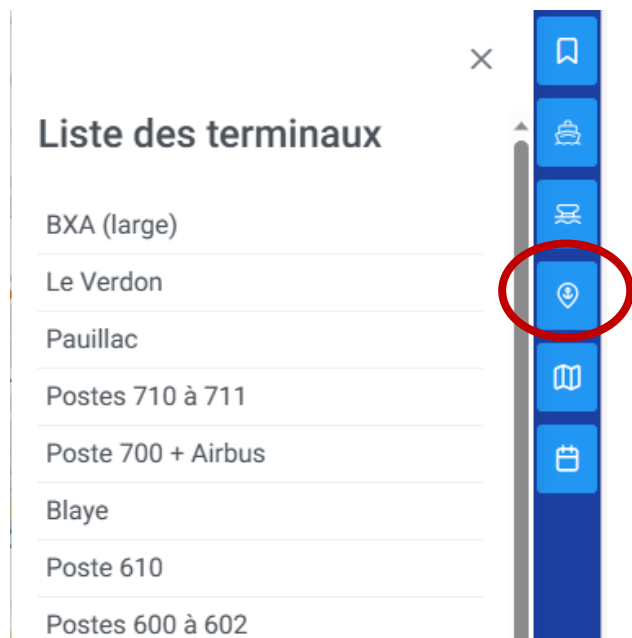 Liste des terminaux
BXA (large)
Le Verdon
Pauillac
Postes 710 à 711
Poste 700 + Airbus
Blaye
Poste 610
Postes 600 à 602